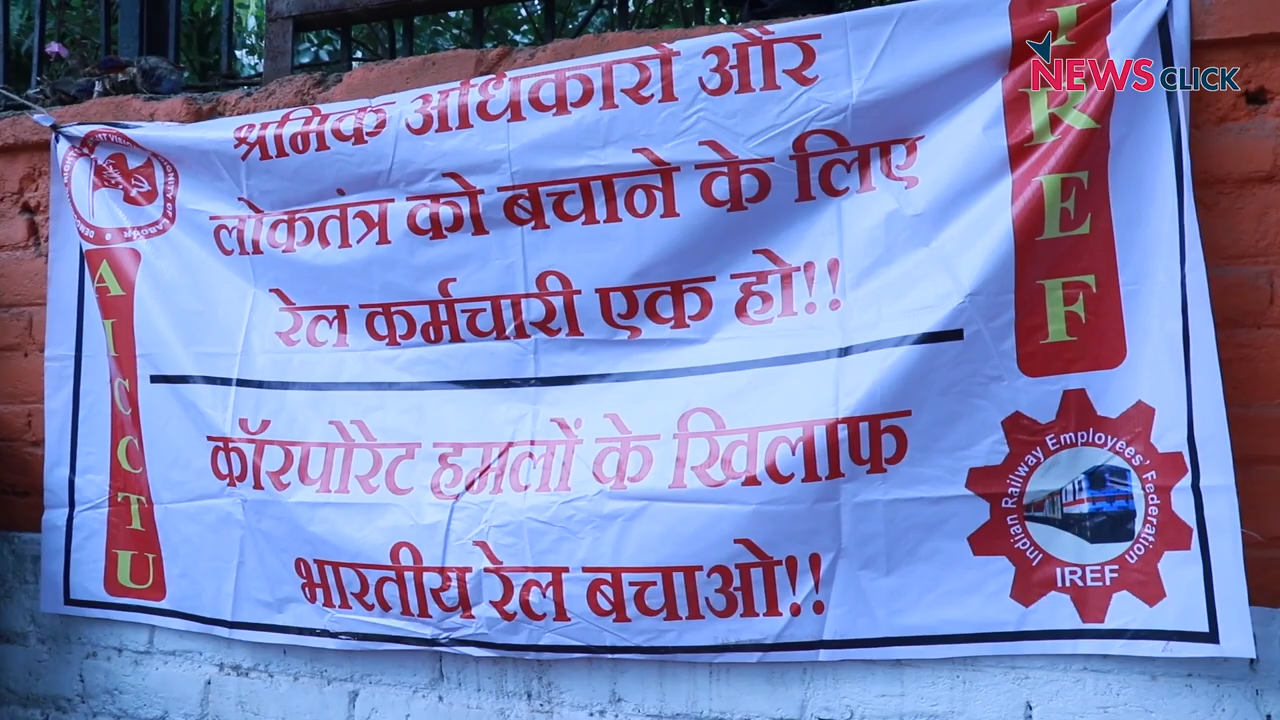 NEWSCLICK
श्रमिक अधिकारों और
लोकतंत्र को बचाने के लिए
रेल कर्मचारी एक हो!!
कॉरपोरैट हमलों के खिलाफ
भारतीय रेल बचाओ!!
AICCTU
IREF
Indian Railway Employees' Federation
IREF